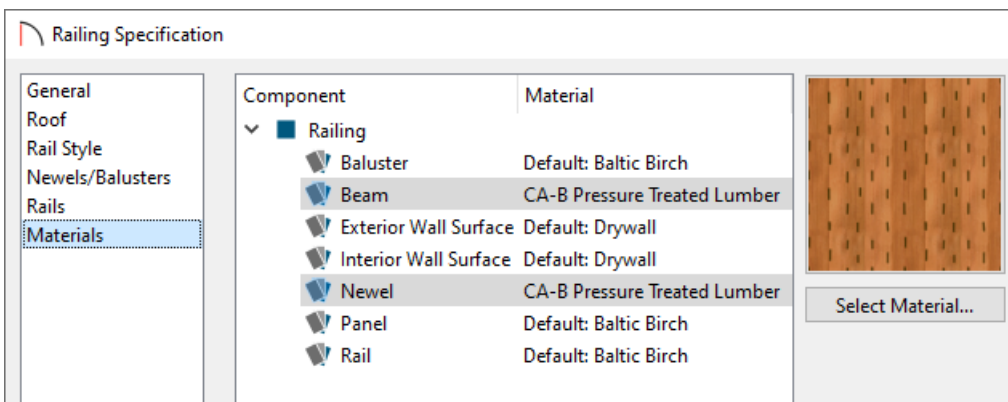 Railing Specification
General
Roof
Rail Style
Newels/Balusters
Rails
Materials
Component Material
Railing
Baluster Default: Baltic Birch
Beam CA-B Pressure Treated Lumber
Exterior Wall Surface Default: Drywall
Interior Wall Surface Default: Drywall
Newel CA-B Pressure Treated Lumber
Panel Default: Baltic Birch
Rail Default: Baltic Birch
Select Material...